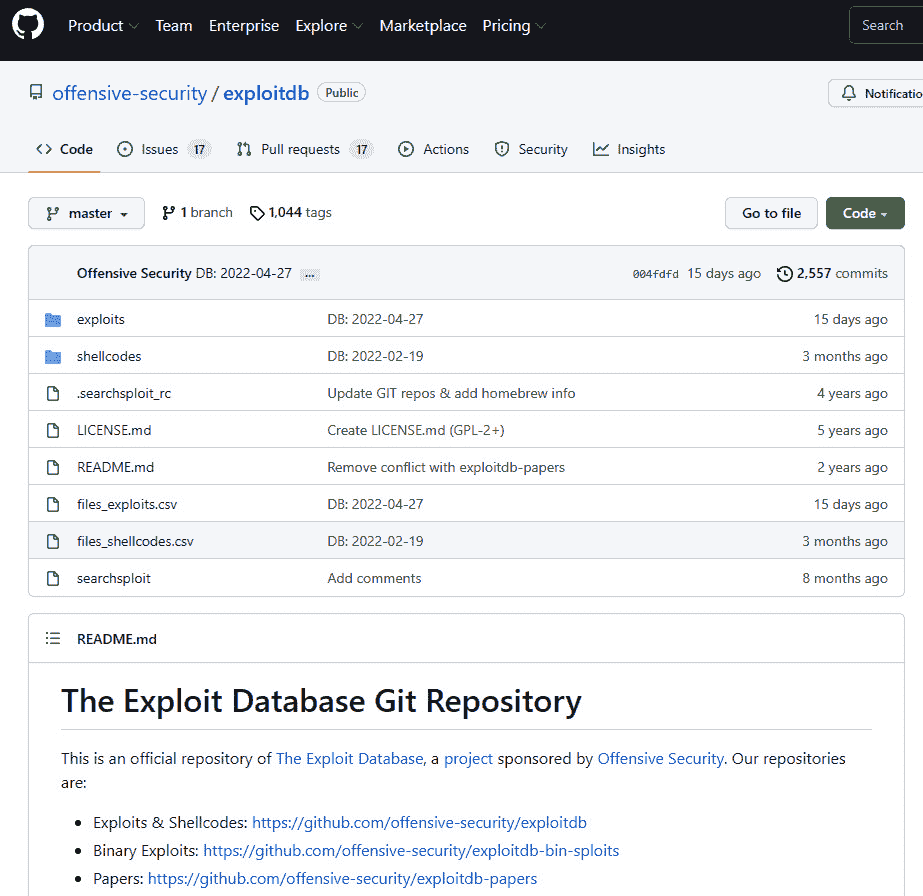 Product Team Enterprise Explore Marketplace Pricing Search
offensive-security / exploitdb Public Notificatio
Code Issues 17 Pull requests 17 Actions Security Insights
master 1 branch 1,044 tags Go to file Code
Offensive Security DB: 2022-04-27 ... 004fdfd 15 days ago 2,557 commits
exploits DB: 2022-04-27 15 days ago
shellcodes DB: 2022-02-19 3 months ago
.searchsploit_rc Update GIT repos & add homebrew info 4 years ago
LICENSE.md Create LICENSE.md (GPL-2+) 5 years ago
README.md Remove conflict with exploitdb-papers 2 years ago
files_exploits.csv DB: 2022-04-27 15 days ago
files_shellcodes.csv DB: 2022-02-19 3 months ago
searchsploit Add comments 8 months ago
README.md
The Exploit Database Git Repository
This is an official repository of The Exploit Database, a project sponsored by Offensive Security. Our repositories
are:
• Exploits & Shellcodes: https://github.com/offensive-security/exploitdb
• Binary Exploits: https://github.com/offensive-security/exploitdb-bin-sploits
• Papers: https://github.com/offensive-security/exploitdb-papers